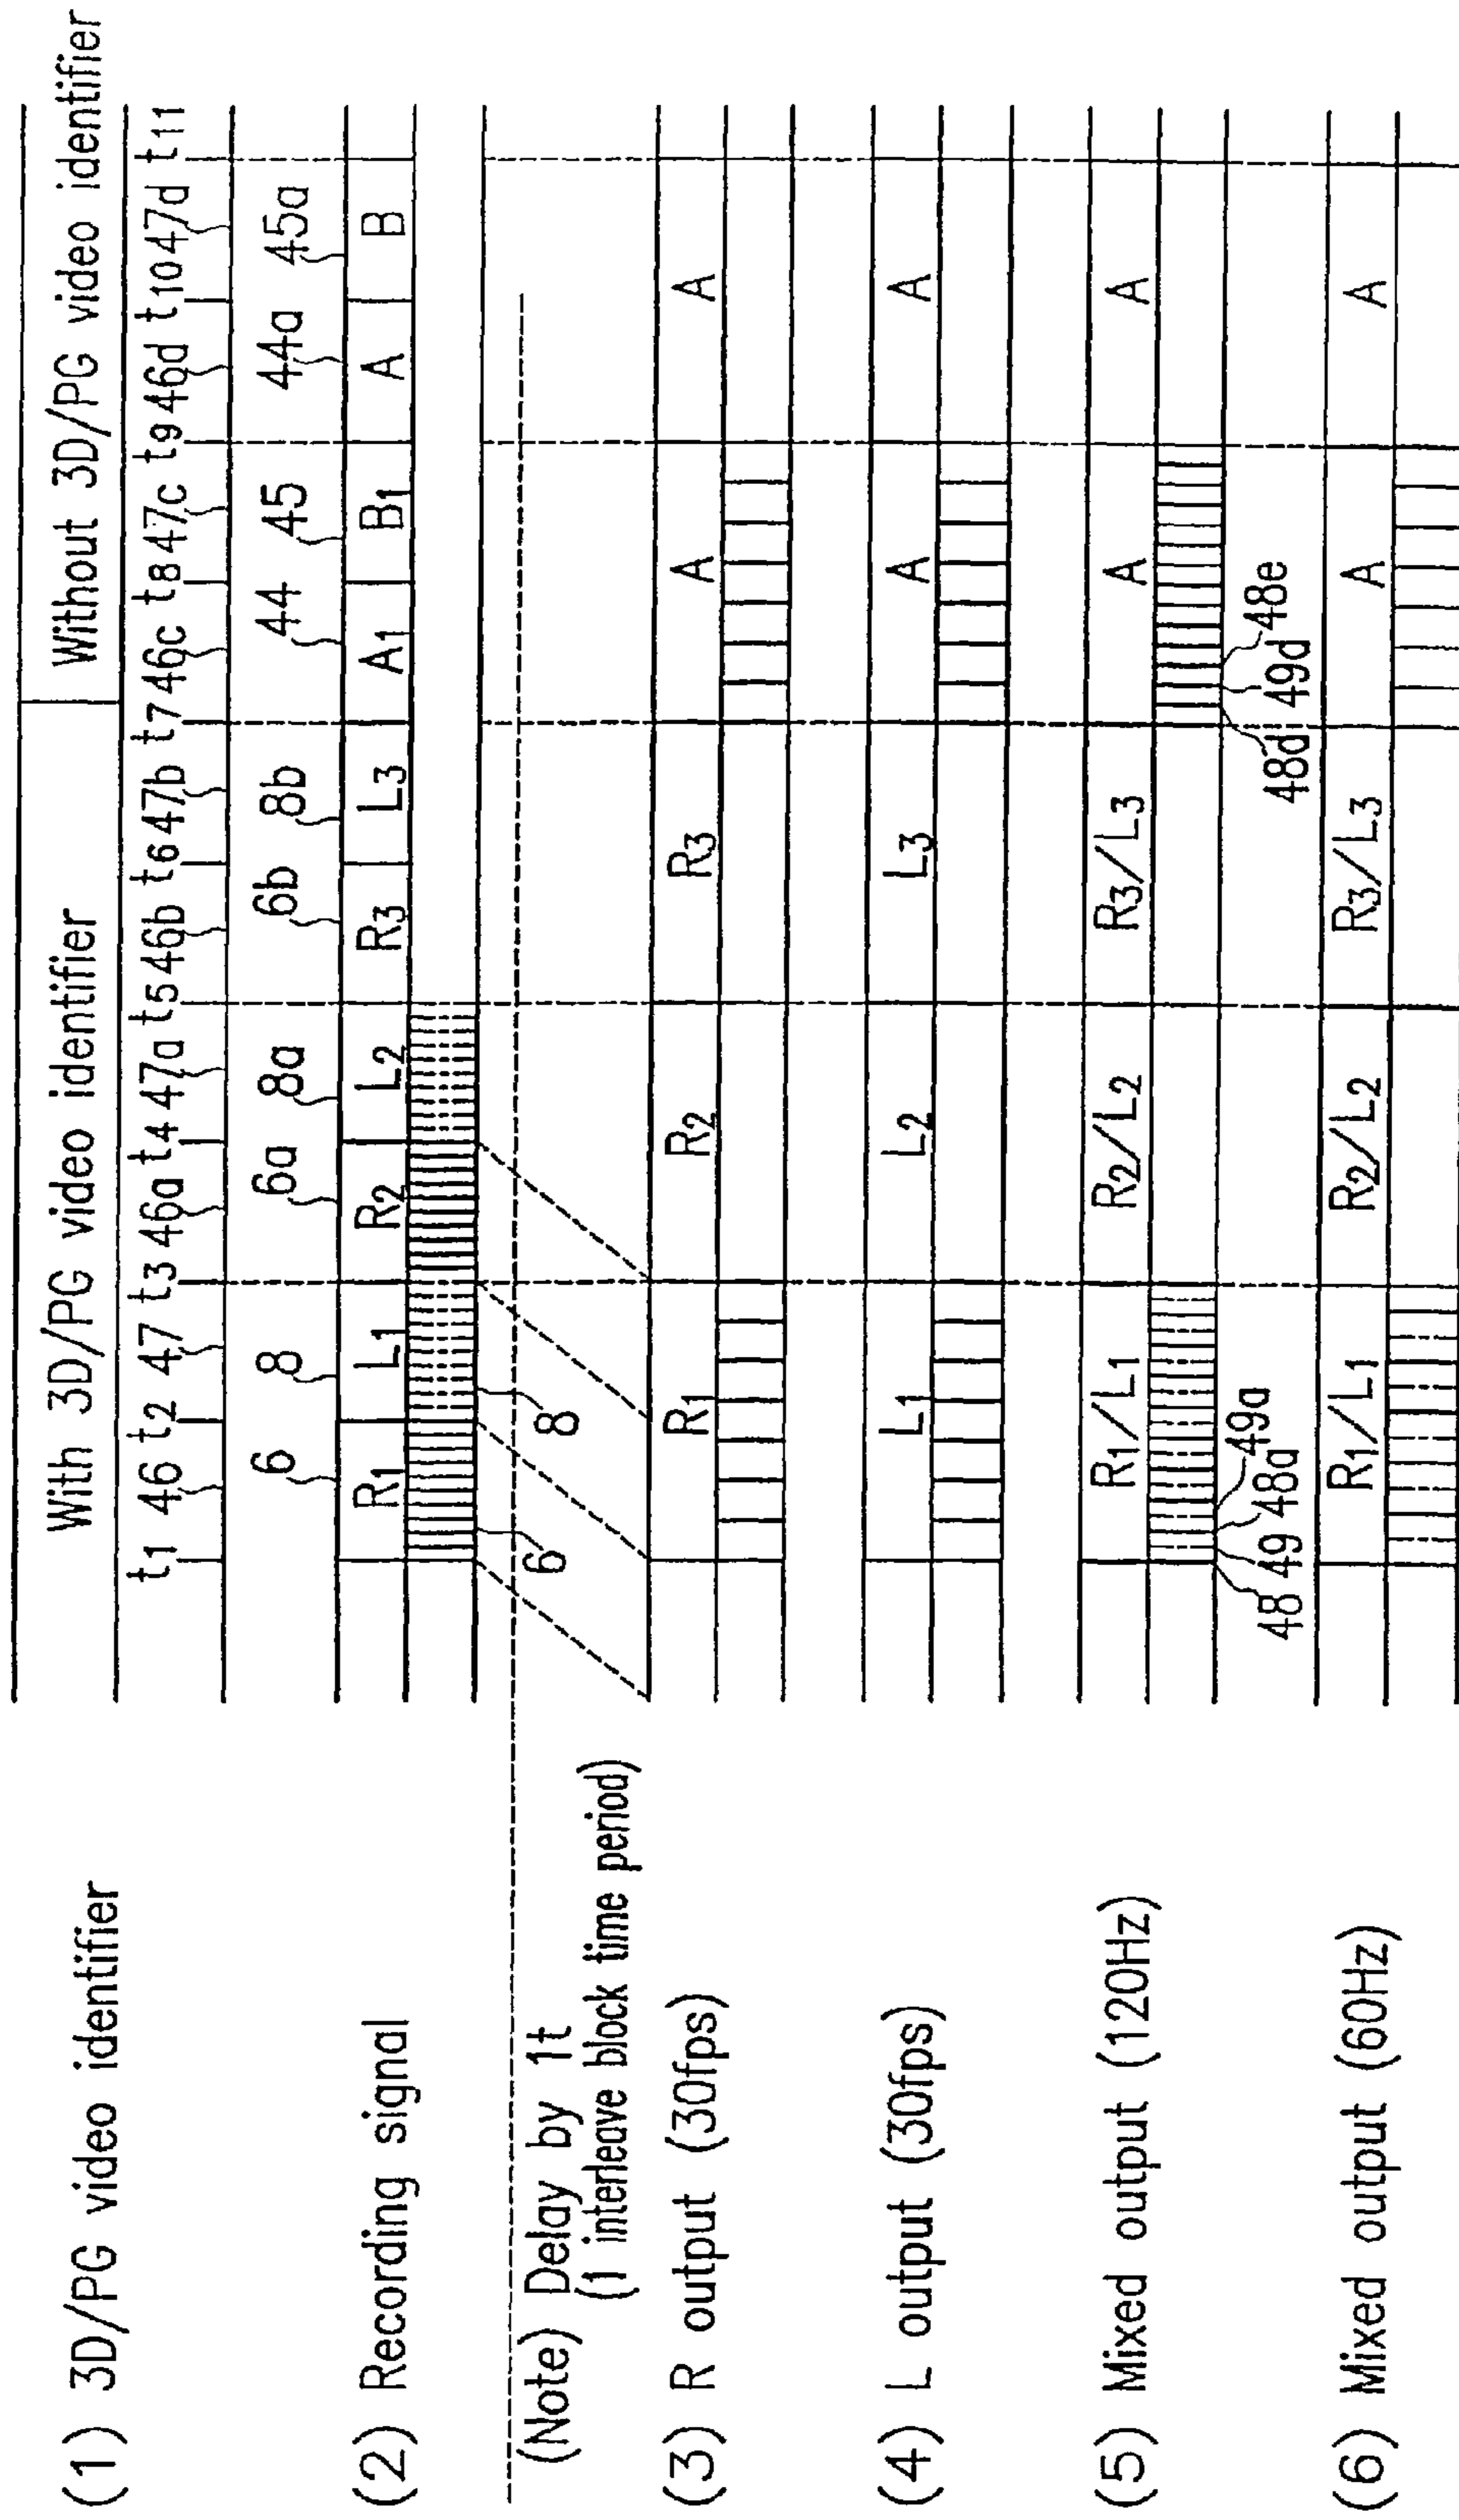 (1) 3D/PG video identifier
With 3D/PG video identifier Without 3D/PG video identifier
t1 46 t2 47 t3 46a t4 47a t5 46b t6 47b t7 46c t8 47c t9 46d t10 47d t11
6 8 6a 8a 6b 8b 44 45 44a 45a
(2) Recording signal
R1 L1 R2 L2 R3 L3 A1 B1 A B
6 8
(Note) Delay by 1t
(1 interleave block time period)
(3) R output (30fps)
R1 R2 R3 A A
(4) L output (30fps)
L1 L2 L3 A A
(5) Mixed output (120Hz)
R1/L1 R2/L2 R3/L3 A A
48 49 48a 49a 48d 49d 48e
(6) Mixed output (60Hz)
R1/L1 R2/L2 R3/L3 A A